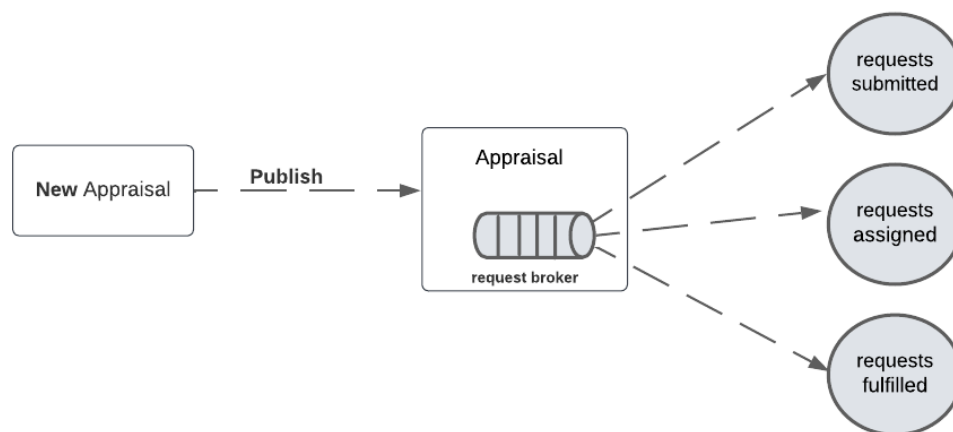 New Appraisal
Publish
Appraisal
request broker
requests
submitted
requests
assigned
requests
fulfilled